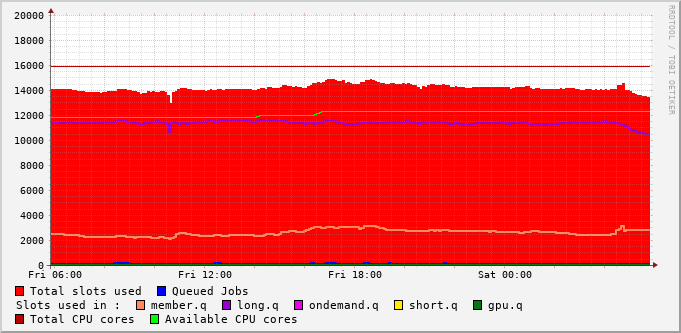 RRDTOOL / TOBI OETIKER
20000
18000
16000
14000
12000
10000
8000
6000
4000
2000
0
Fri 06:00 Fri 12:00 Fri 18:00 Sat 00:00
Total slots used Queued Jobs
Slots used in : member.q long.q ondemand.q short.q gpu.q
Total CPU cores Available CPU cores